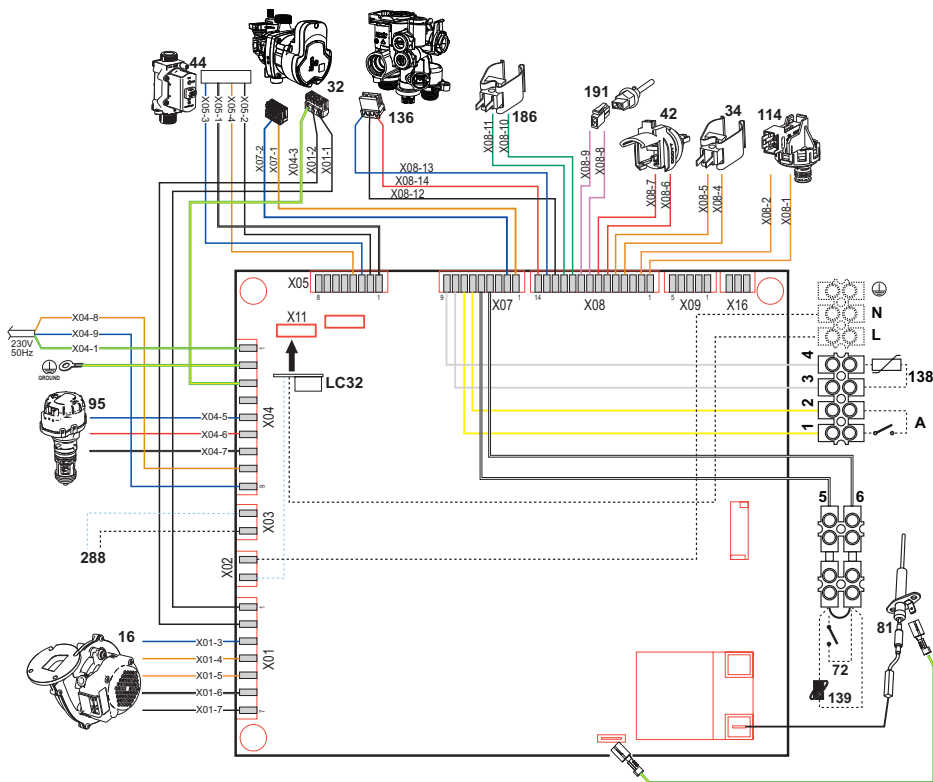 44
32
136
186
191
42
34
114
X05-3
X05-1
X05-4
X05-2
X07-2
X07-1
X04-3
X01-2
X01-1
X08-13
X08-14
X08-12
X08-11
X08-10
X08-9
X08-8
X08-7
X08-6
X08-5
X08-4
X08-2
X08-1
X05
8
1
9
X07
1
14
X08
1
X09
5
1
X16
X11
LC32
N
L
4
3
138
2
1
A
X04-8
X04-9
230V
50Hz
X04-1
GROUND
1
95
X04-5
X04-6
X04-7
X04
9
X03
288
X02
1
16
X01-3
X01-4
X01-5
X01-6
X01-7
X01
7
5
6
72
139
81